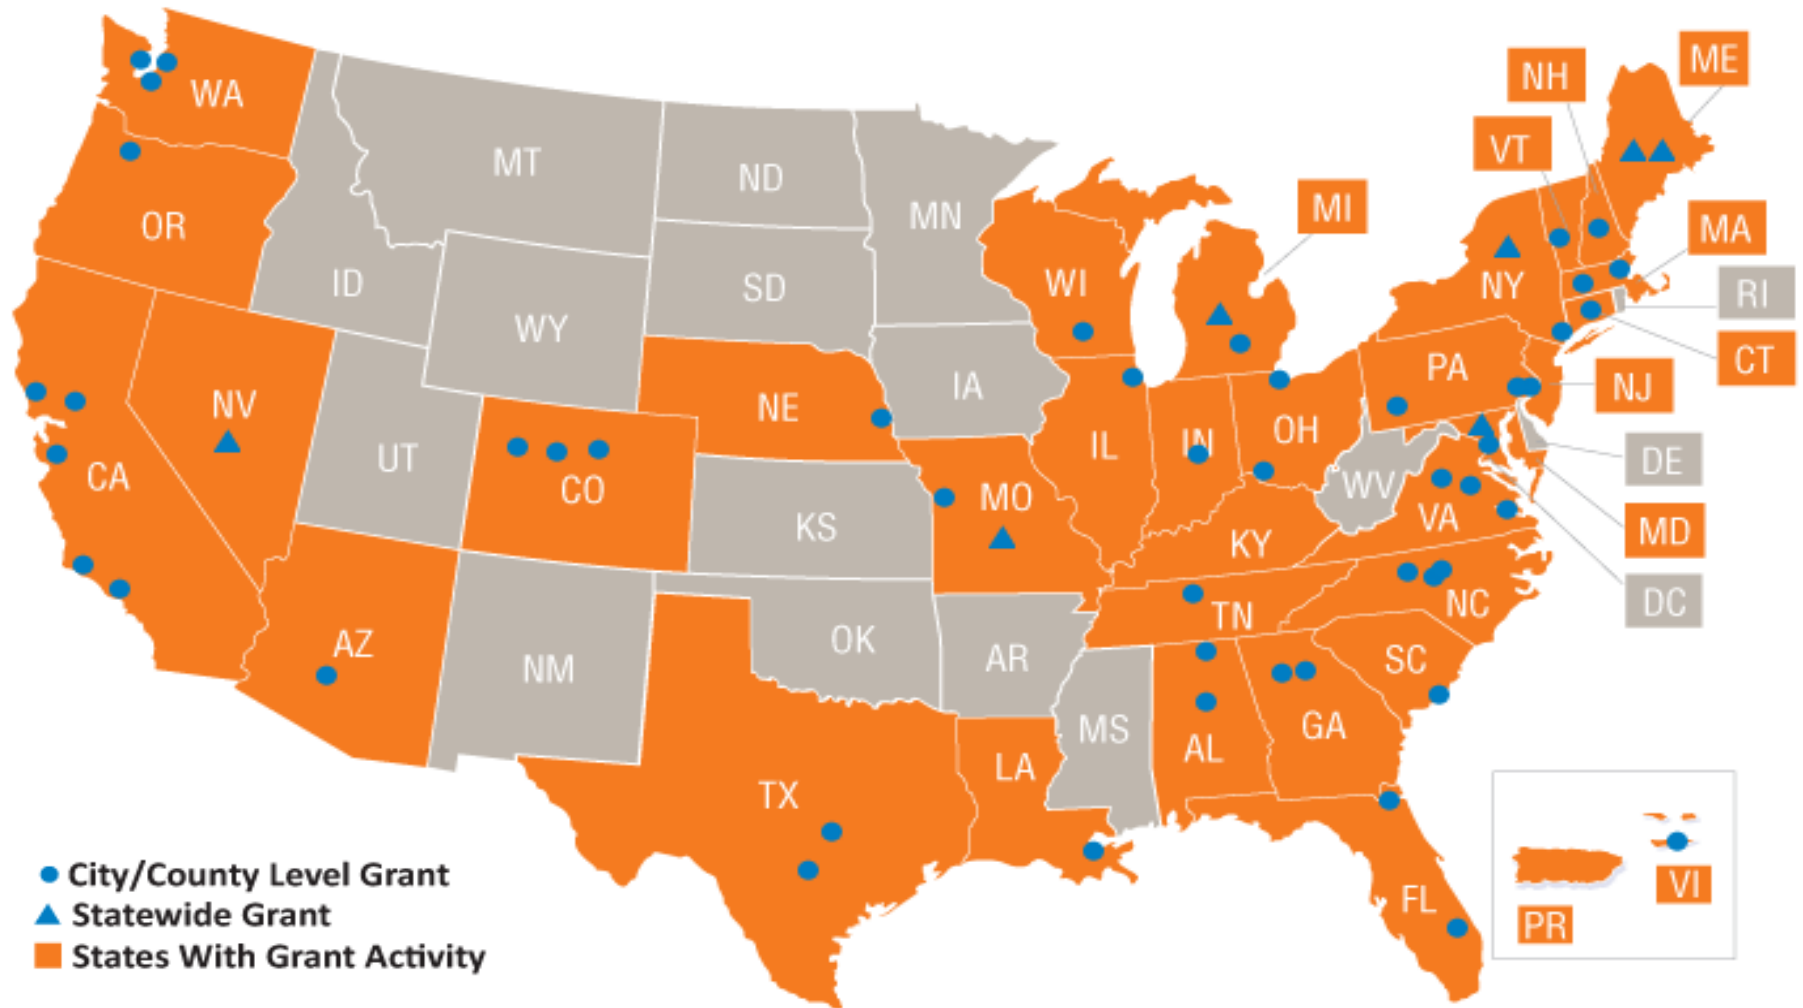 ME
NH
WA
VT
MT
ND
MI
OR
MN
MA
WI
NY
ID
SD
RI
WY
CT
PA
IA
NV
NE
NJ
OH
IL
IN
UT
CA
CO
MO
WV
DE
KS
VA
MD
KY
NC
DC
TN
AZ
OK
AR
SC
NM
MS
GA
AL
LA
TX
City/County Level Grant
VI
FL
Statewide Grant
PR
States With Grant Activity